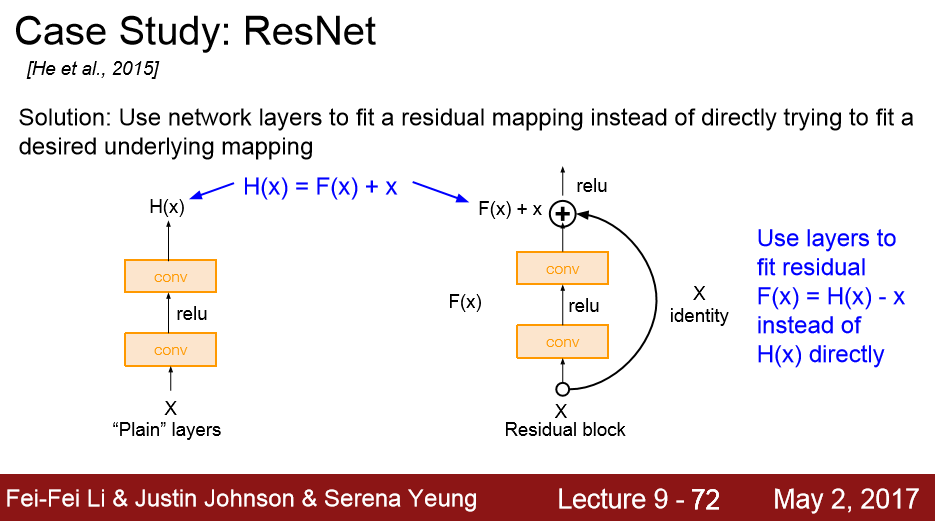 Case Study: ResNet
[He et al., 2015]
Solution: Use network layers to fit a residual mapping instead of directly trying to fit a
desired underlying mapping
H(x) = F(x) + x
H(x)
conv
relu
conv
X
“Plain” layers
relu
F(x) + x
conv
F(x)
relu
conv
X
identity
X
Residual block
Use layers to
fit residual
F(x) = H(x) - x
instead of
H(x) directly
Fei-Fei Li & Justin Johnson & Serena Yeung
Lecture 9 - 72
May 2, 2017